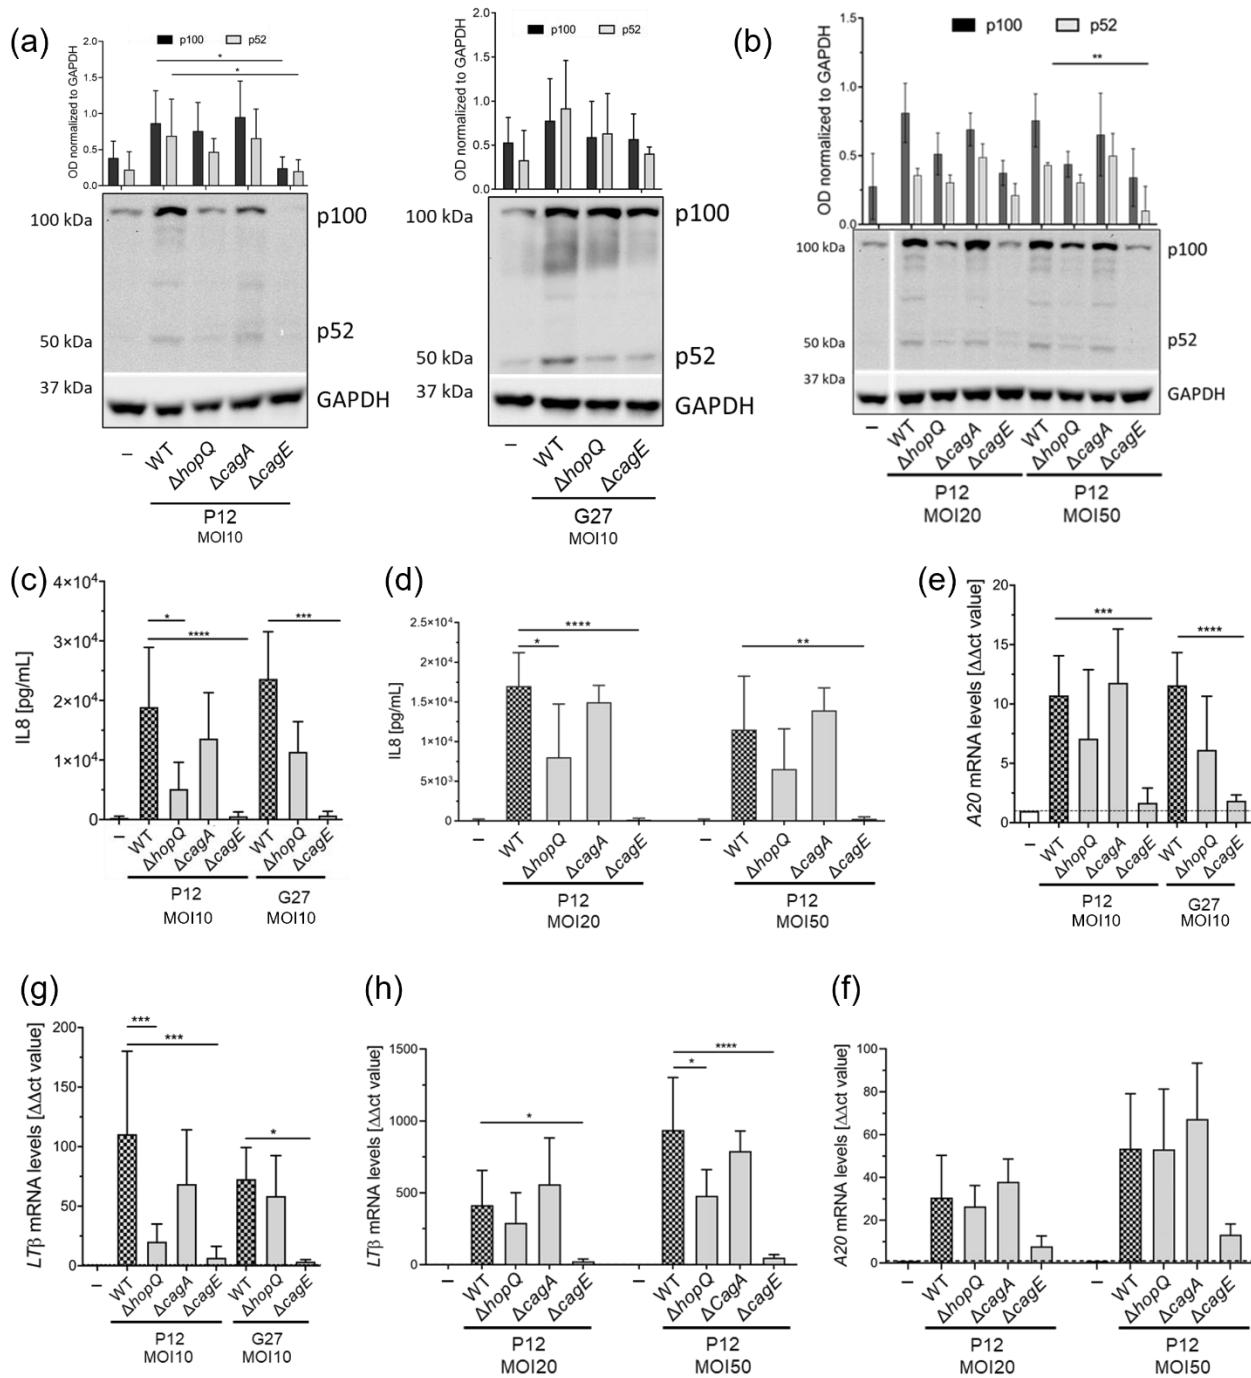 (a)
p100 p52
OD normalized to GAPDH
2.0
1.5
1.0
0.5
0.0
*
*
100 kDa
50 kDa
37 kDa
p100
p52
GAPDH
– WT ΔhopQ ΔcagA ΔcagE
P12
MOI10
p100 p52
OD normalized to GAPDH
2.0
1.5
1.0
0.5
0.0
100 kDa
50 kDa
37 kDa
p100
p52
GAPDH
– WT ΔhopQ ΔcagE
G27
MOI10
(b)
p100 p52
OD normalized to GAPDH
1.5
1.0
0.5
0.0
**
100 kDa
50 kDa
37 kDa
p100
p52
GAPDH
– WT ΔhopQ ΔcagA ΔcagE WT ΔhopQ ΔcagA ΔcagE
P12 P12
MOI20 MOI50
(c)
IL8 [pg/mL]
4×10⁴
3×10⁴
2×10⁴
1×10⁴
0
* ***
****
– WT ΔhopQ ΔcagA ΔcagE WT ΔhopQ ΔcagE
P12 G27
MOI10 MOI10
(d)
IL8 [pg/mL]
2.5×10⁴
2×10⁴
1.5×10⁴
1×10⁴
5×10³
0
****
* **
– WT ΔhopQ ΔcagA ΔcagE – WT ΔhopQ ΔcagA ΔcagE
P12 P12
MOI20 MOI50
(e)
A20 mRNA levels [ΔΔct value]
20
15
10
5
0
***
****
– WT ΔhopQ ΔcagA ΔcagE WT ΔhopQ ΔcagE
P12 G27
MOI10 MOI10
(g)
LTβ mRNA levels [ΔΔct value]
200
150
100
50
0
***
***
*
– WT ΔhopQ ΔcagA ΔcagE WT ΔhopQ ΔcagE
P12 G27
MOI10 MOI10
(h)
LTβ mRNA levels [ΔΔct value]
1500
1000
500
0
****
*
*
– WT ΔhopQ ΔcagA ΔcagE – WT ΔhopQ ΔCagA ΔcagE
P12 P12
MOI20 MOI50
(f)
A20 mRNA levels [ΔΔct value]
100
80
60
40
20
0
– WT ΔhopQ ΔcagA ΔcagE – WT ΔhopQ ΔcagA ΔcagE
P12 P12
MOI20 MOI50